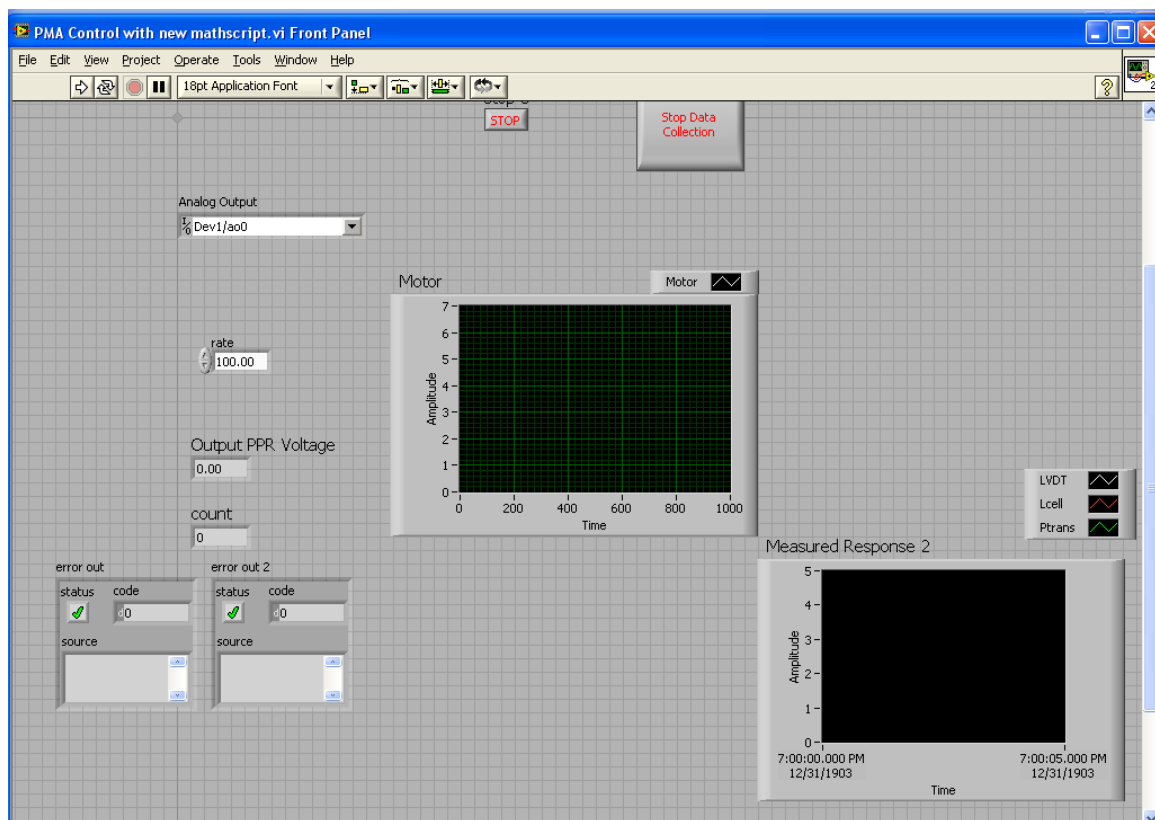 PMA Control with new mathscript.vi Front Panel
File Edit View Project Operate Tools Window Help
18pt Application Font
2
STOP
Stop Data
Collection
Analog Output
Dev1/ao0
Motor
Motor
7
6
5
4
3
2
1
0
Amplitude
0 200 400 600 800 1000
Time
rate
100.00
Output PPR Voltage
0.00
count
0
error out
status code
d0
source
error out 2
status code
d0
source
LVDT
Lcell
Ptrans
Measured Response 2
5
4
3
2
1
0
Amplitude
7:00:00.000 PM
12/31/1903
7:00:05.000 PM
12/31/1903
Time